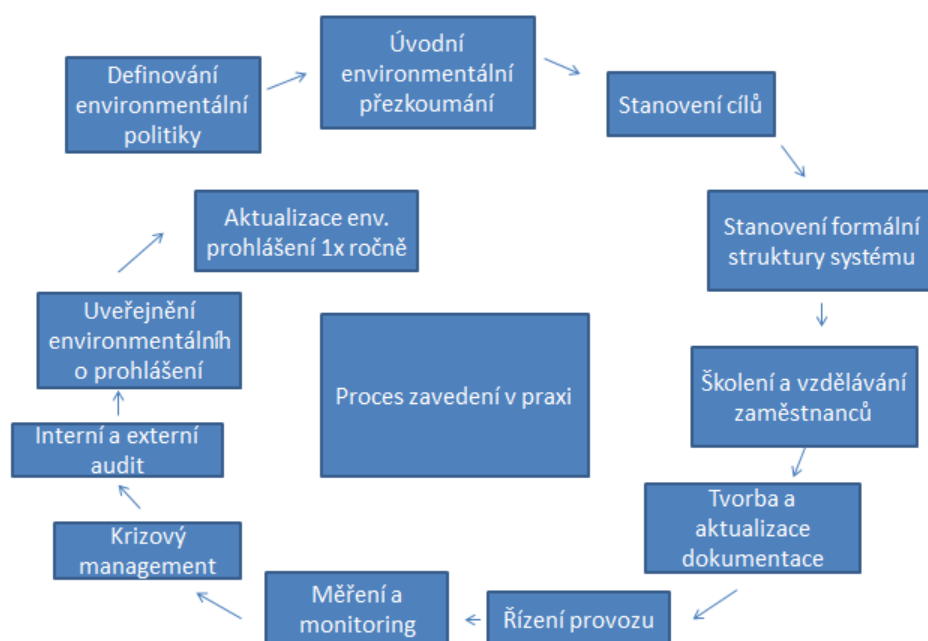 Definování
environmentální
politiky
Úvodní
environmentální
přezkoumání
Stanovení cílů
Stanovení formální
struktury systému
Školení a vzdělávání
zaměstnanců
Tvorba a
aktualizace
dokumentace
Řízení provozu
Měření a
monitoring
Krizový
management
Interní a externí
audit
Uveřejnění
environmentálníh
o prohlášení
Aktualizace env.
prohlášení 1x ročně
Proces zavedení v praxi